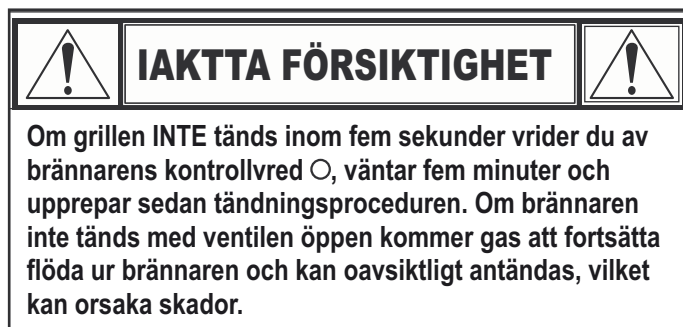 IAKTTA FÖRSIKTIGHET
Om grillen INTE tänds inom fem sekunder vrider du av
brännarens kontrollvred ○, väntar fem minuter och
upprepar sedan tändningsproceduren. Om brännaren
inte tänds med ventilen öppen kommer gas att fortsätta
flöda ur brännaren och kan oavsiktligt antändas, vilket
kan orsaka skador.